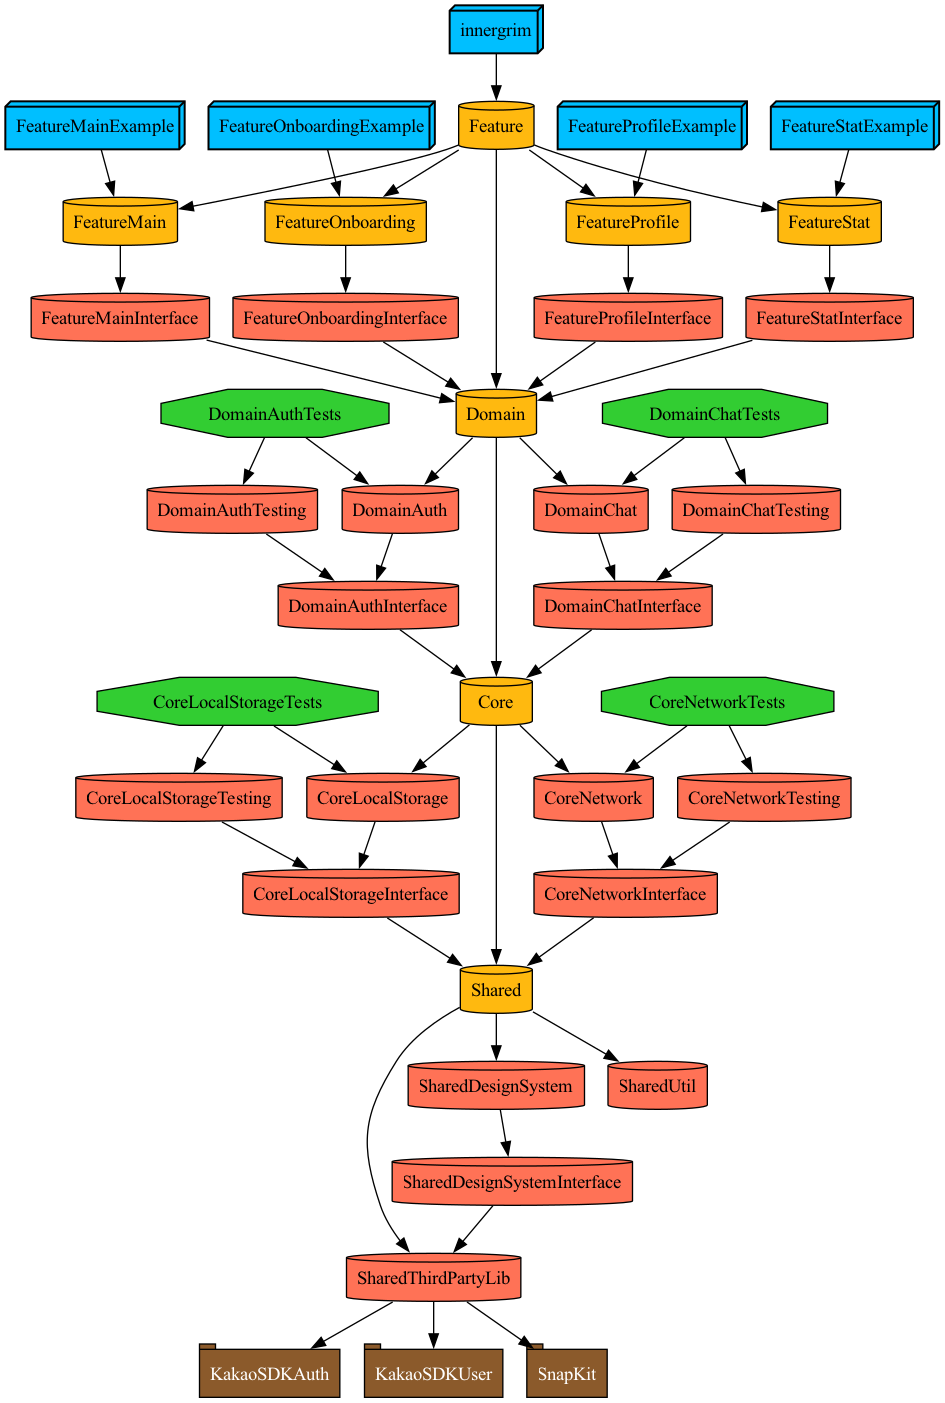 innergrim
FeatureMainExample
FeatureOnboardingExample
Feature
FeatureProfileExample
FeatureStatExample
FeatureMain
FeatureOnboarding
FeatureProfile
FeatureStat
FeatureMainInterface
FeatureOnboardingInterface
FeatureProfileInterface
FeatureStatInterface
DomainAuthTests
Domain
DomainChatTests
DomainAuthTesting
DomainAuth
DomainChat
DomainChatTesting
DomainAuthInterface
DomainChatInterface
CoreLocalStorageTests
Core
CoreNetworkTests
CoreLocalStorageTesting
CoreLocalStorage
CoreNetwork
CoreNetworkTesting
CoreLocalStorageInterface
CoreNetworkInterface
Shared
SharedDesignSystem
SharedUtil
SharedDesignSystemInterface
SharedThirdPartyLib
KakaoSDKAuth
KakaoSDKUser
SnapKit